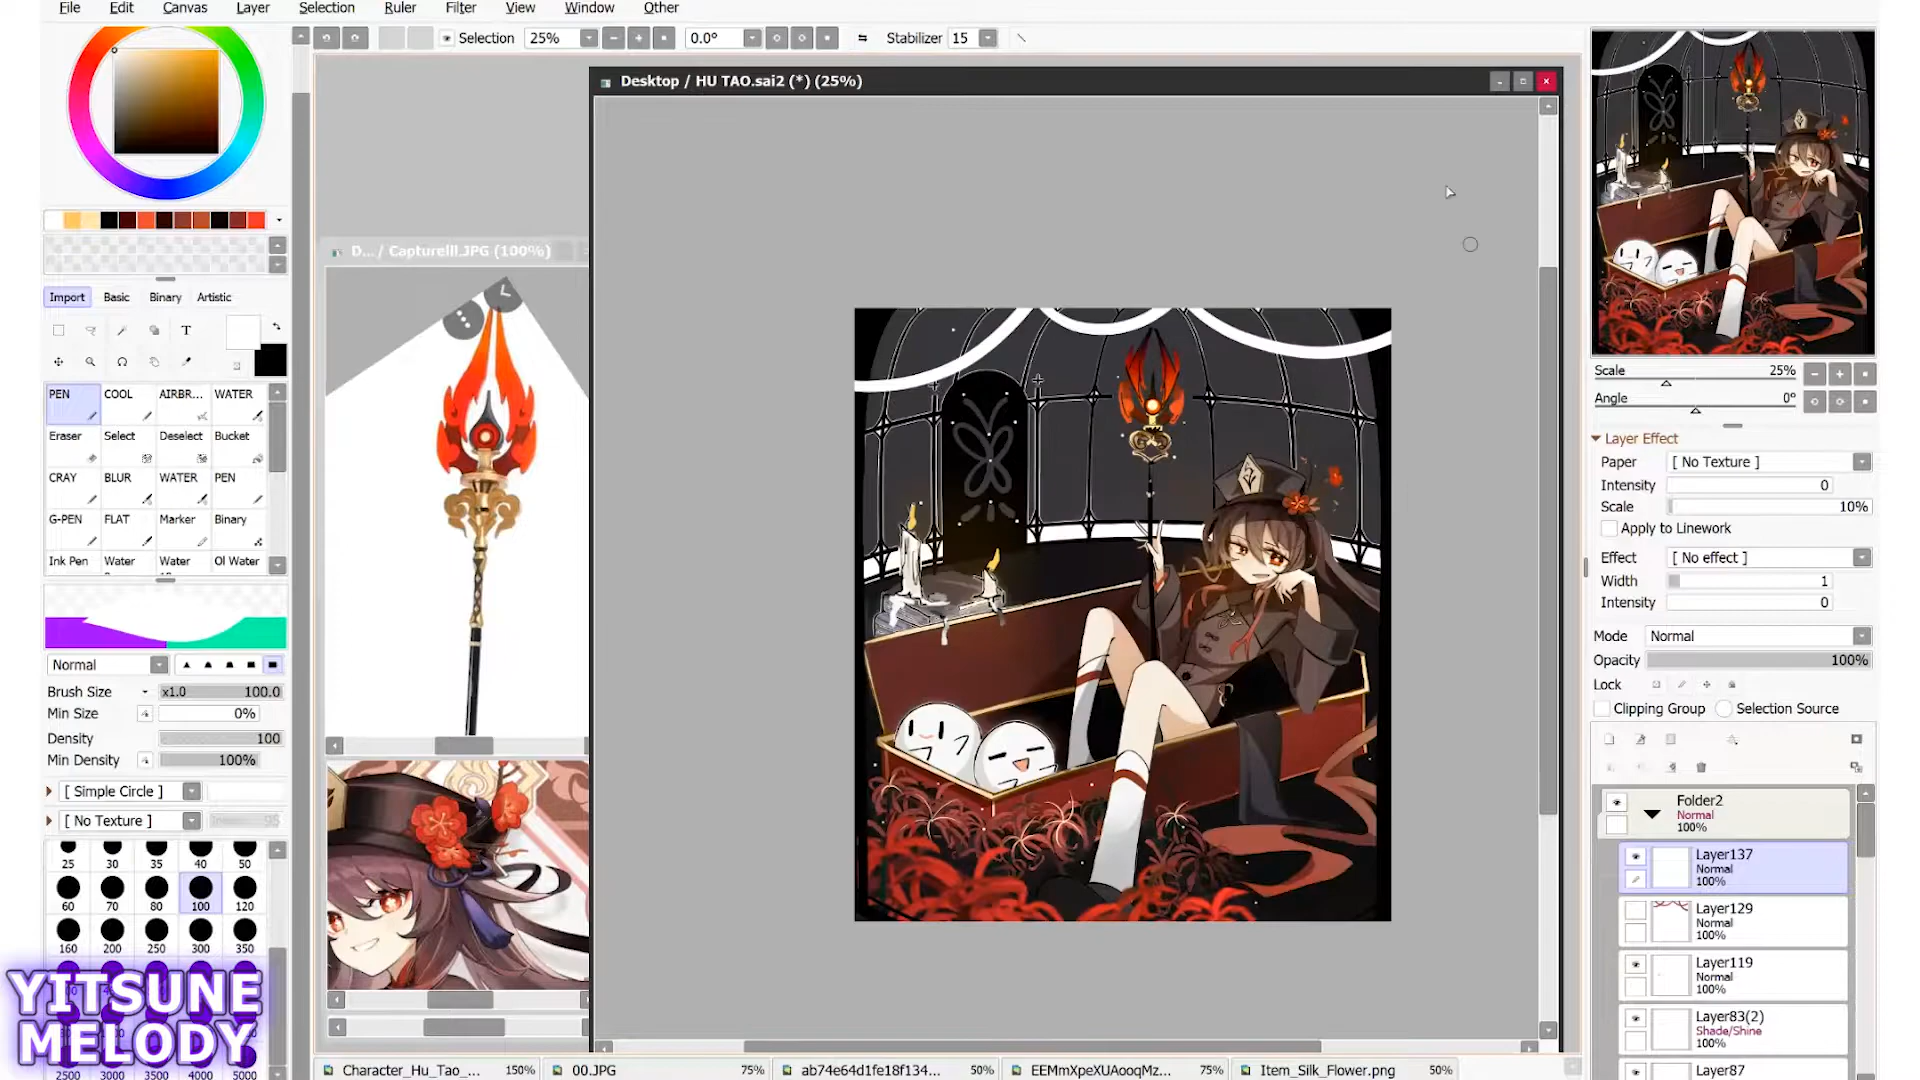 File Edit Canvas Layer Selection Ruler Filter View Window Other
Selection 25% 0.0° Stabilizer 15
Desktop / HU TAO.sai2 (*) (25%)
D... / Capturelll.JPG (100%)
Import Basic Binary Artistic
T
PEN COOL AIRBR... WATER
Eraser Select Deselect Bucket
CRAY BLUR WATER PEN
G-PEN FLAT Marker Binary
Ink Pen Water Water Ol Water
Normal
Brush Size x1.0 100.0
Min Size 0%
Density 100
Min Density 100%
[ Simple Circle ]
[ No Texture ] 95
25 30 35 40 50
60 70 80 100 120
160 200 250 300 350
2500 3000 3500 4000 5000
YITSUNE
MELODY
Scale 25%
Angle 0°
Layer Effect
Paper [ No Texture ]
Intensity 0
Scale 10%
Apply to Linework
Effect [ No effect ]
Width 1
Intensity 0
Mode Normal
Opacity 100%
Lock
Clipping Group Selection Source
Folder2
Normal
100%
Layer137
Normal
100%
Layer129
Normal
100%
Layer119
Normal
100%
Layer83(2)
Shade/Shine
100%
Layer87
Character_Hu_Tao_... 150% 00.JPG 75% ab74e64d1fe18f134... 50% EEMmXpeXUAooqMz... 75% Item_Silk_Flower.png 50%